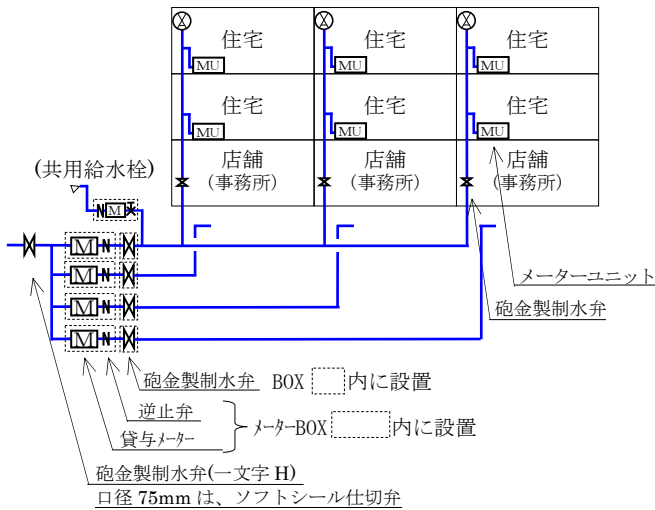 A A A
住宅 住宅 住宅
MU MU MU
住宅 住宅 住宅
MU MU MU
店舗 店舗 店舗
(事務所) (事務所) (事務所)
(共用給水栓)
M
M
M
M
M
メーターユニット
砲金製制水弁
砲金製制水弁 BOX 内に設置
逆止弁
メーターBOX 内に設置
貸与メーター
砲金製制水弁(一文字 H)
口径 75mm は、ソフトシール仕切弁